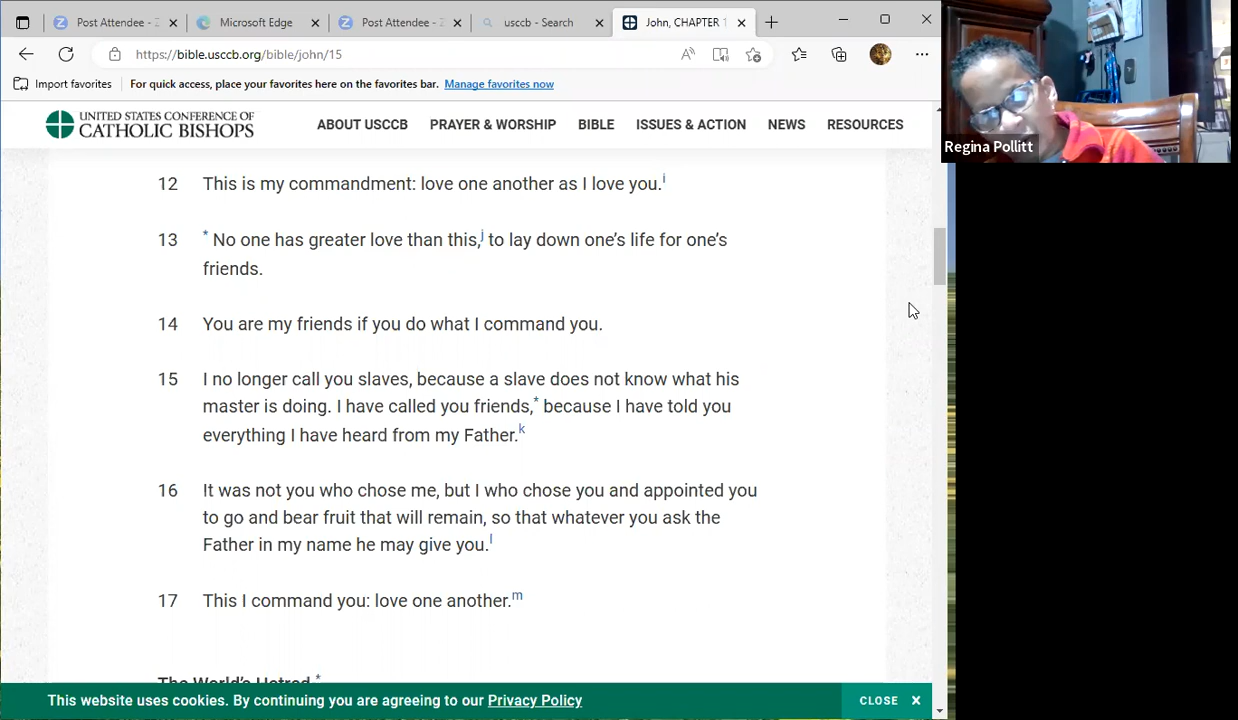 Post Attendee - Z
Microsoft Edge
Post Attendee - Z
usccb - Search
John, CHAPTER 1
https://bible.usccb.org/bible/john/15
Import favorites
For quick access, place your favorites here on the favorites bar. Manage favorites now
UNITED STATES CONFERENCE OF
CATHOLIC BISHOPS
ABOUT USCCB PRAYER & WORSHIP BIBLE ISSUES & ACTION NEWS RESOURCES
Regina Pollitt
12 This is my commandment: love one another as I love you.i
13 * No one has greater love than this,j to lay down one's life for one's
friends.
14 You are my friends if you do what I command you.
15 I no longer call you slaves, because a slave does not know what his
master is doing. I have called you friends,* because I have told you
everything I have heard from my Father.k
16 It was not you who chose me, but I who chose you and appointed you
to go and bear fruit that will remain, so that whatever you ask the
Father in my name he may give you.l
17 This I command you: love one another.m
The World's Hatred.*
This website uses cookies. By continuing you are agreeing to our Privacy Policy
CLOSE ×